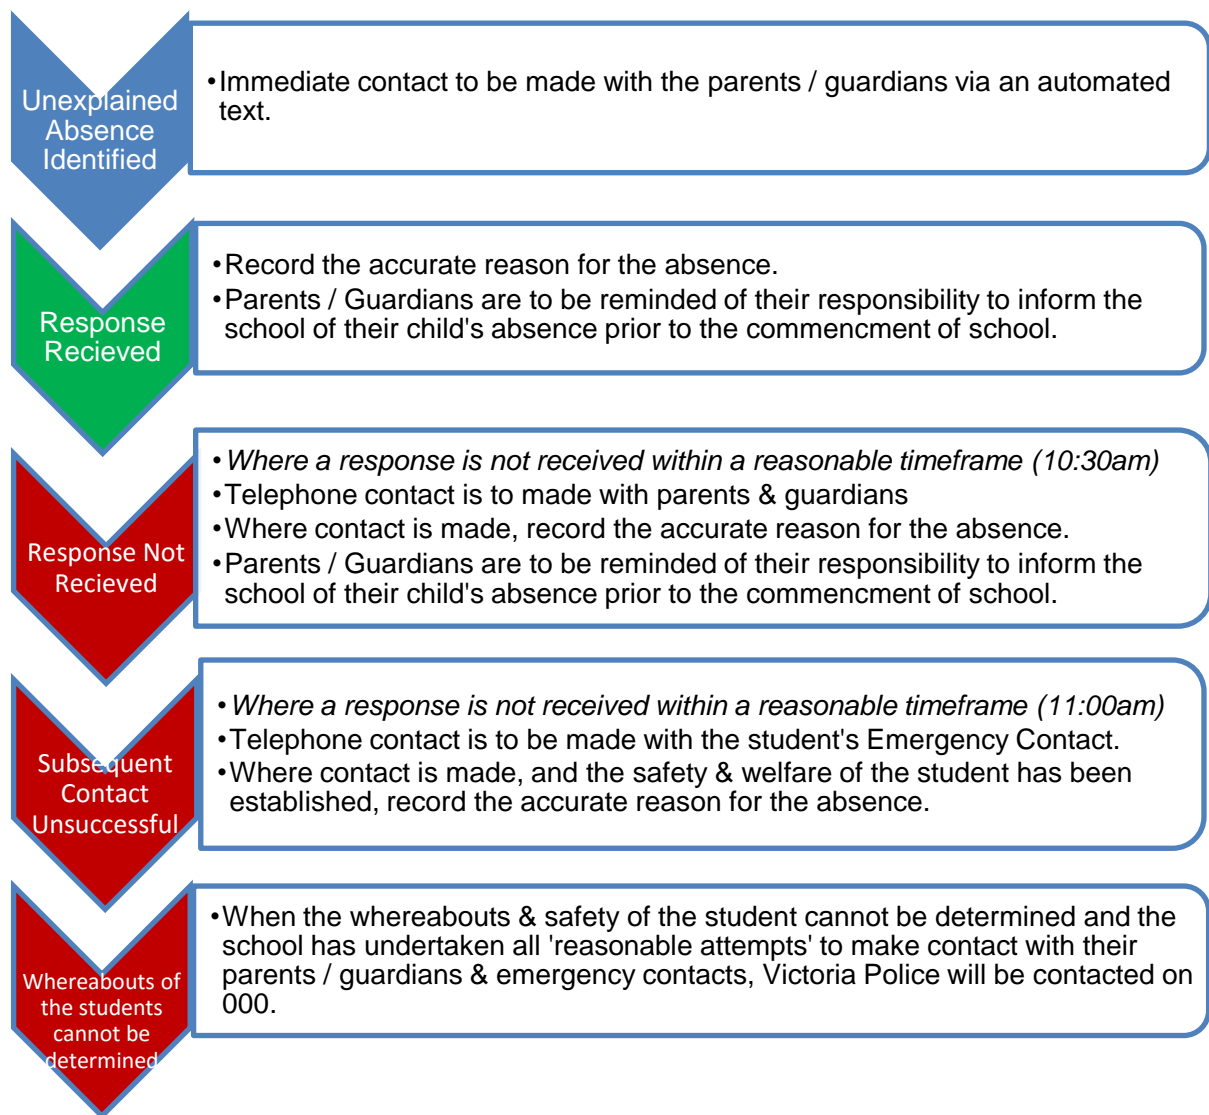 Unexplained
Absence
Identified
•Immediate contact to be made with the parents / guardians via an automated
text.
Response
Recieved
•Record the accurate reason for the absence.
•Parents / Guardians are to be reminded of their responsibility to inform the
school of their child's absence prior to the commencment of school.
Response Not
Recieved
•Where a response is not received within a reasonable timeframe (10:30am)
•Telephone contact is to made with parents & guardians
•Where contact is made, record the accurate reason for the absence.
•Parents / Guardians are to be reminded of their responsibility to inform the
school of their child's absence prior to the commencment of school.
Subsequent
Contact
Unsuccessful
•Where a response is not received within a reasonable timeframe (11:00am)
•Telephone contact is to be made with the student's Emergency Contact.
•Where contact is made, and the safety & welfare of the student has been
established, record the accurate reason for the absence.
Whereabouts of
the students
cannot be
determined
•When the whereabouts & safety of the student cannot be determined and the
school has undertaken all 'reasonable attempts' to make contact with their
parents / guardians & emergency contacts, Victoria Police will be contacted on
000.